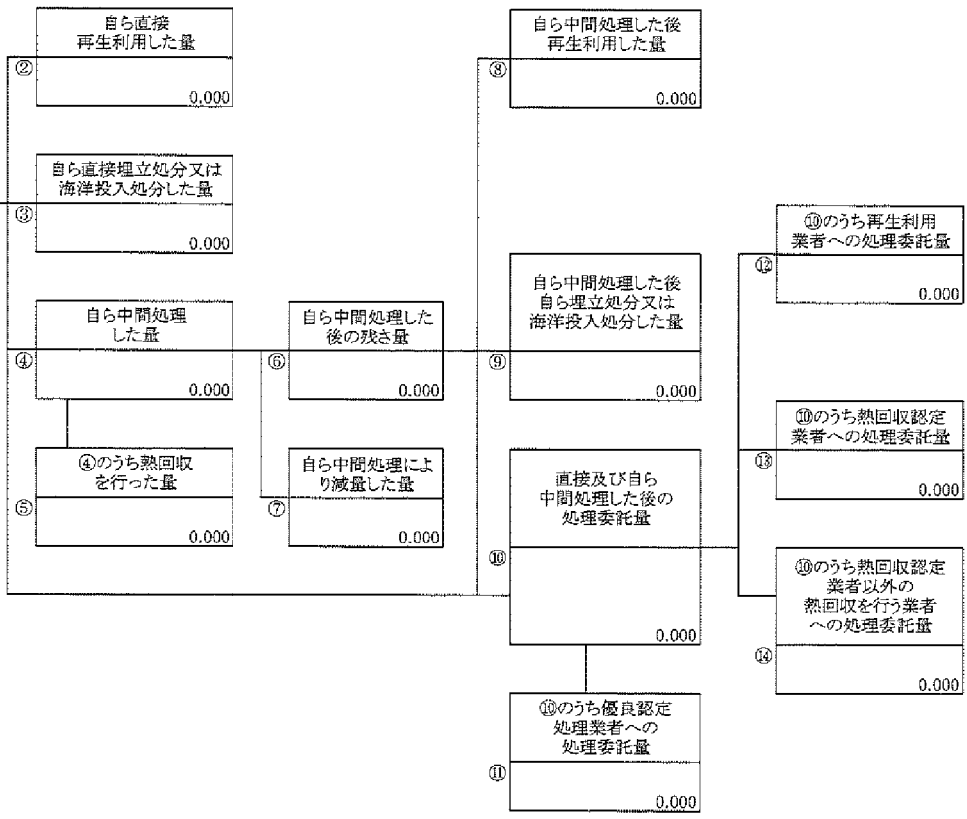 自ら直接
再生利用した量
②
0.000
自ら直接埋立処分又は
海洋投入処分した量
③
0.000
自ら中間処理
した量
④
0.000
④のうち熱回収
を行った量
⑤
0.000
自ら中間処理した
後の残さ量
⑥
0.000
自ら中間処理によ
り減量した量
⑦
0.000
自ら中間処理した後
再生利用した量
⑧
0.000
自ら中間処理した後
自ら埋立処分又は
海洋投入処分した量
⑨
0.000
直接及び自ら
中間処理した後の
処理委託量
⑩
0.000
⑩のうち優良認定
処理業者への
処理委託量
⑪
0.000
⑩のうち再生利用
業者への処理委託量
⑫
0.000
⑩のうち熱回収認定
業者への処理委託量
⑬
0.000
⑩のうち熱回収認定
業者以外の
熱回収を行う業者
への処理委託量
⑭
0.000